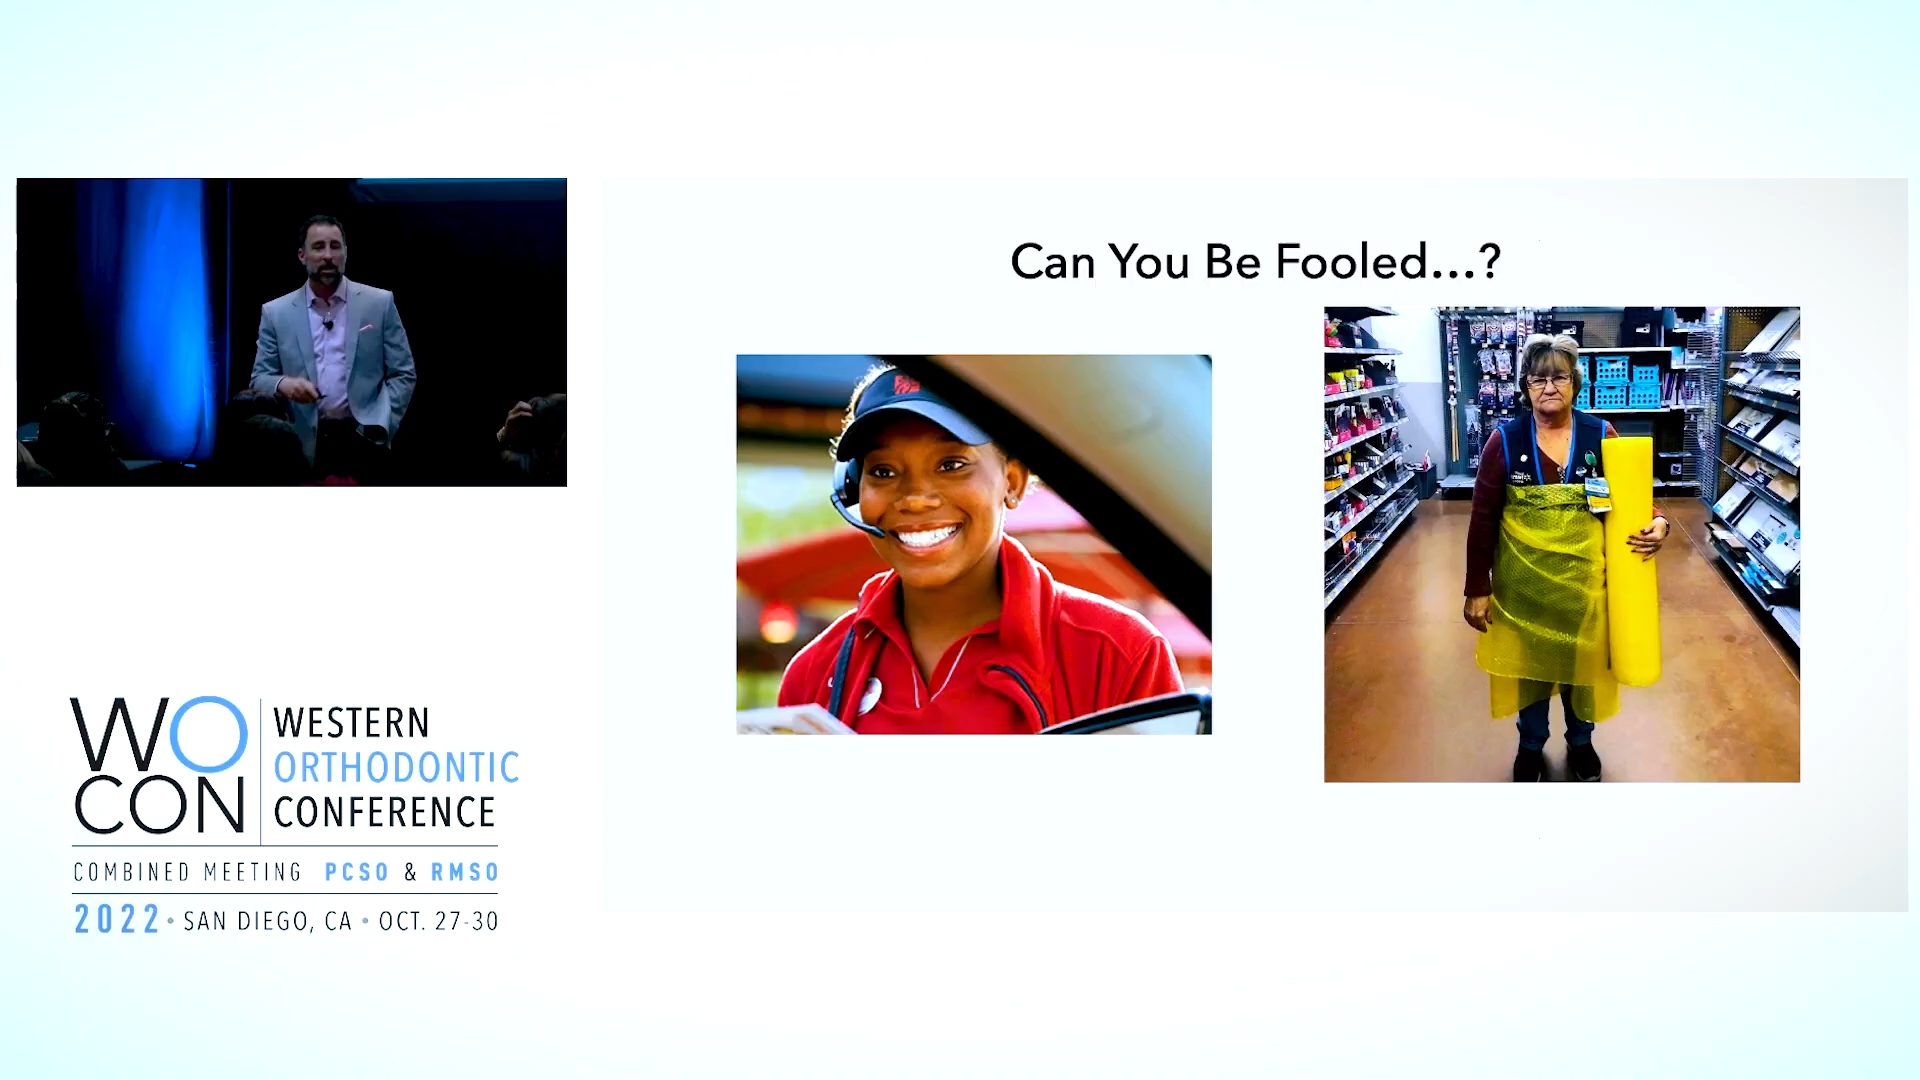 Can You Be Fooled...?
WO
CON
WESTERN
ORTHODONTIC
CONFERENCE
COMBINED MEETING PCSO & RMSO
2022 • SAN DIEGO, CA • OCT. 27-30